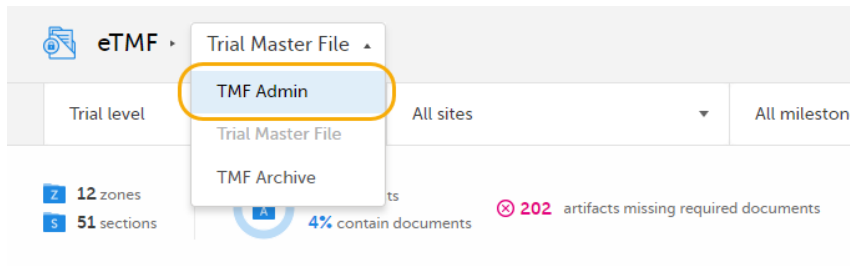 eTMF
Trial Master File
TMF Admin
Trial Master File
TMF Archive
Trial level
All sites
All mileston
Z 12 zones
S 51 sections
A
ts
4% contain documents
202 artifacts missing required documents